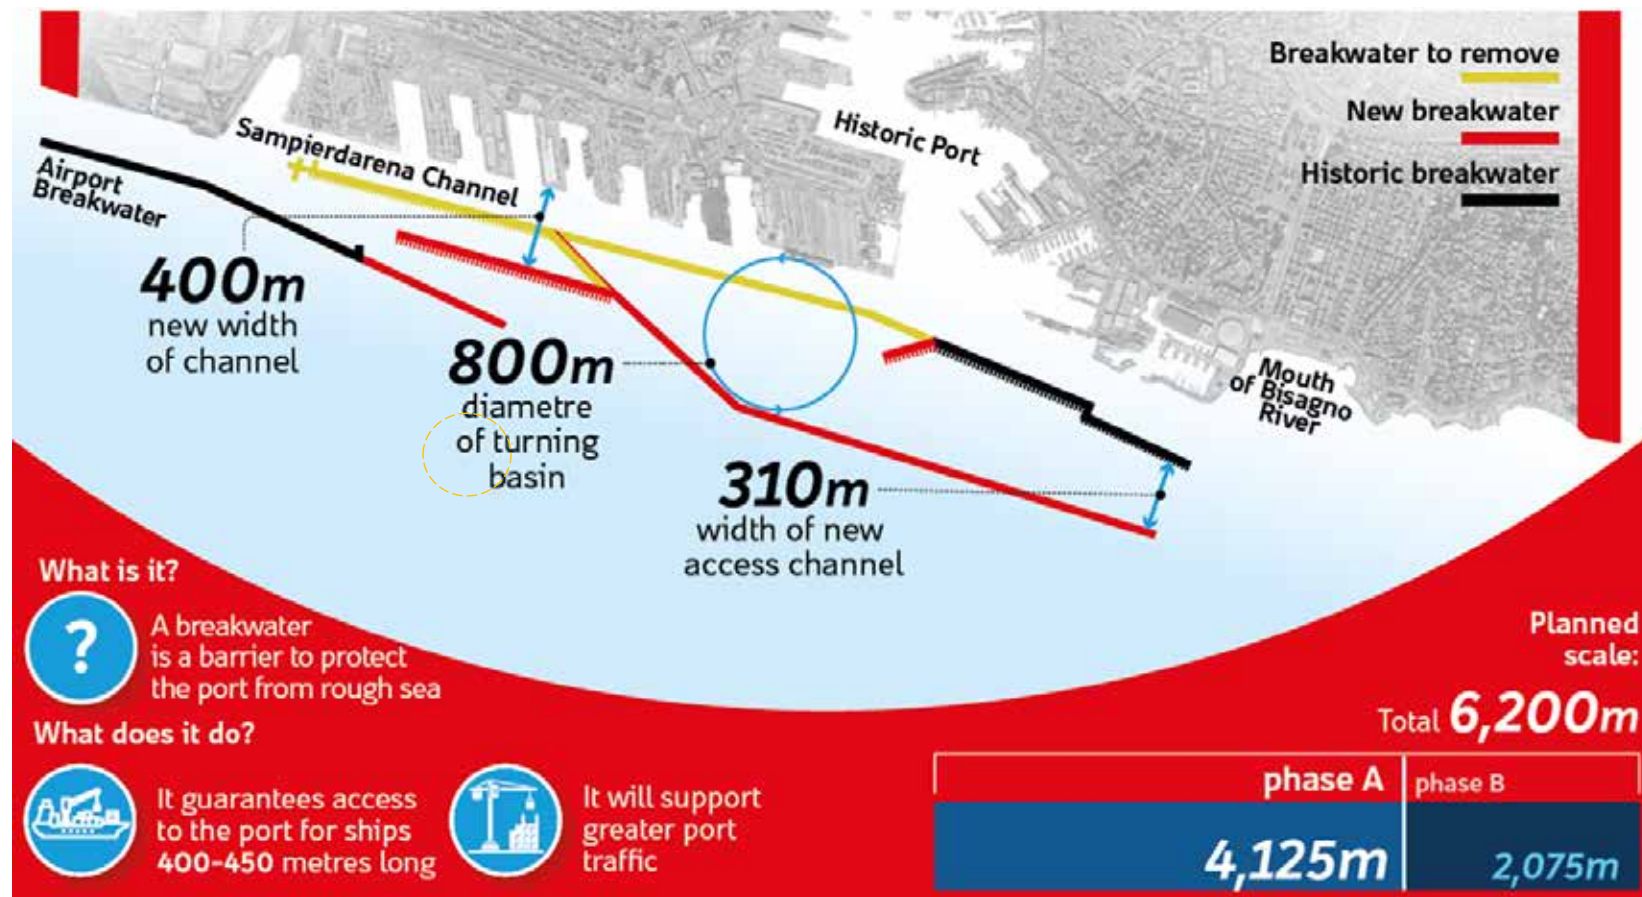 Breakwater to remove
New breakwater
Historic breakwater
Historic Port
Sampierdarena Channel
Airport
Breakwater
400m
new width
of channel
800m
diametre
of turning
basin
Mouth
of Bisagno
River
310m
width of new
access channel
What is it?
?
A breakwater
is a barrier to protect
the port from rough sea
What does it do?
It guarantees access
to the port for ships
400-450 metres long
It will support
greater port
traffic
Planned
scale:
Total 6,200m
phase A
phase B
4,125m
2,075m